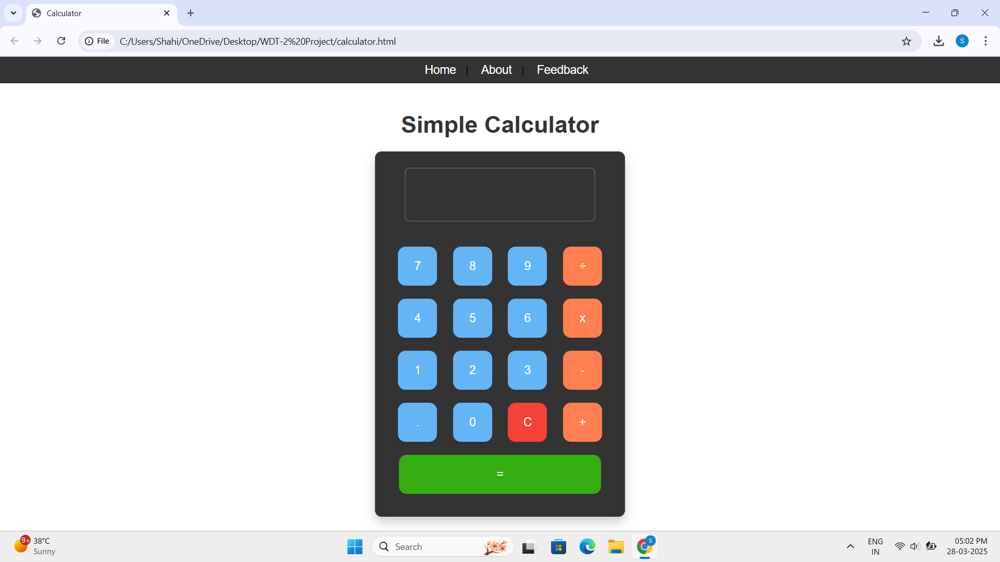 Calculator
File C:/Users/Shahi/OneDrive/Desktop/WDT-2%20Project/calculator.html
S
Home | About | Feedback
Simple Calculator
7 8 9 ÷
4 5 6 x
1 2 3 -
. 0 C +
=
9+
38°C
Sunny
Search
S
ENG
IN
05:02 PM
28-03-2025